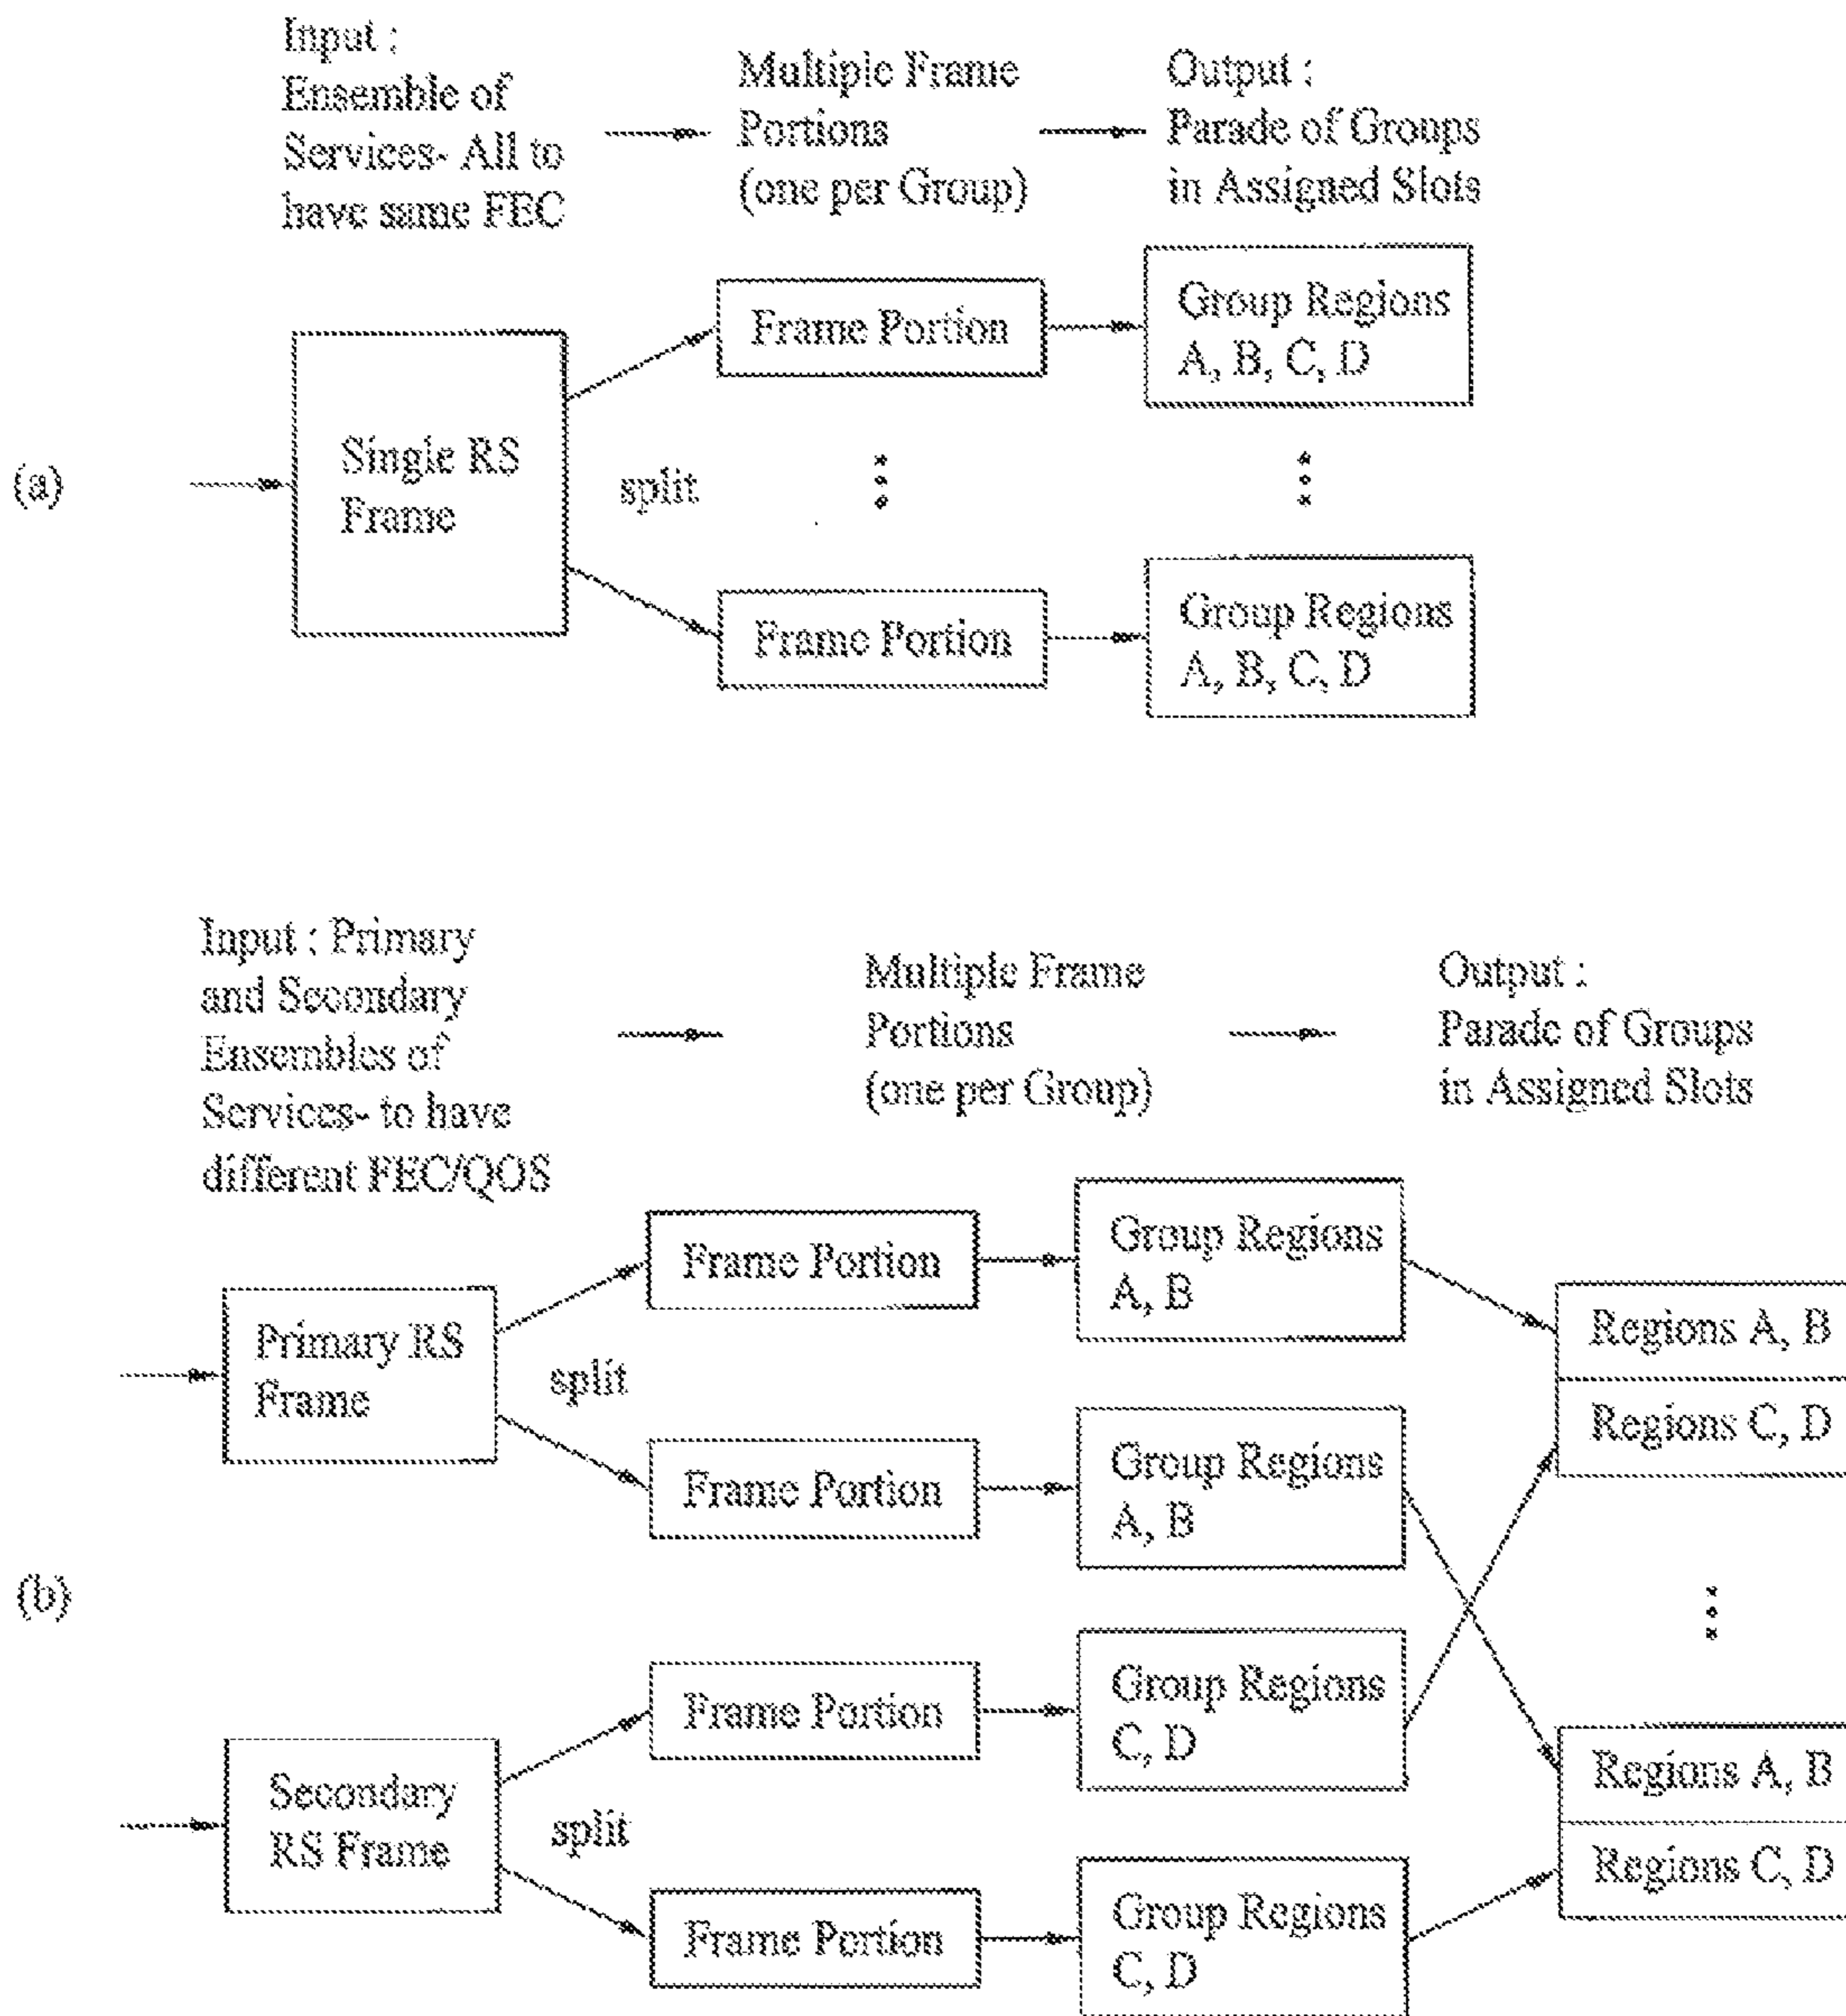 Input :
Ensemble of
Services- All to
have same FEC
Multiple Frame
Portions
(one per Group)
Output :
Parade of Groups
in Assigned Slots
(a)
Single RS
Frame
split
Frame Portion
Group Regions
A, B, C, D
Frame Portion
Group Regions
A, B, C, D
Input : Primary
and Secondary
Ensembles of
Services- to have
different FEC/QOS
Multiple Frame
Portions
(one per Group)
Output :
Parade of Groups
in Assigned Slots
(b)
Primary RS
Frame
split
Frame Portion
Group Regions
A, B
Frame Portion
Group Regions
A, B
Regions A, B
Regions C, D
Secondary
RS Frame
split
Frame Portion
Group Regions
C, D
Frame Portion
Group Regions
C, D
Regions A, B
Regions C, D